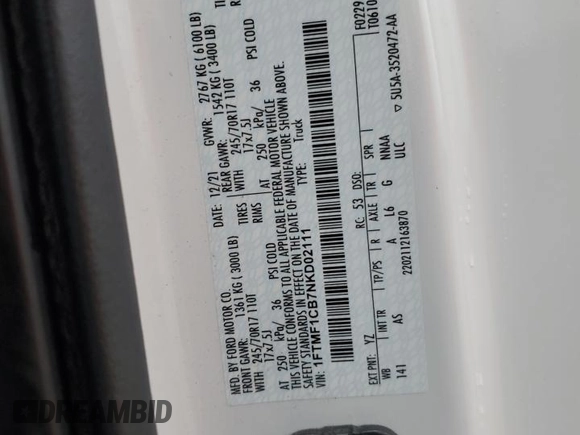 MFD. BY FORD MOTOR CO.
DATE: 12/21 GVWR: 2767 KG ( 6100 LB)
FRONT GAWR: 1361 KG ( 3000 LB) REAR GAWR: 1542 KG ( 3400 LB)
WITH 245/70R17 110T TIRES WITH 245/70R17 110T
17x7.5J RIMS 17x7.5J
AT 250 kPa/ 36 PSI COLD AT 250 kPa/ 36 PSI COLD
THIS VEHICLE CONFORMS TO ALL APPLICABLE FEDERAL MOTOR VEHICLE
SAFETY STANDARDS IN EFFECT ON THE DATE OF MANUFACTURE SHOWN ABOVE.
VIN: 1FTMF1CB7NKD02111 TYPE: Truck
F0229
T0610
EXT PNT: YZ RC: 53 DSO:
WB INT TR TP/PS R AXLE TR SPR
141 AS A L6 G NNAA
2202112163870 ULC
▽ 5U5A-3520472-AA
DREAMBID